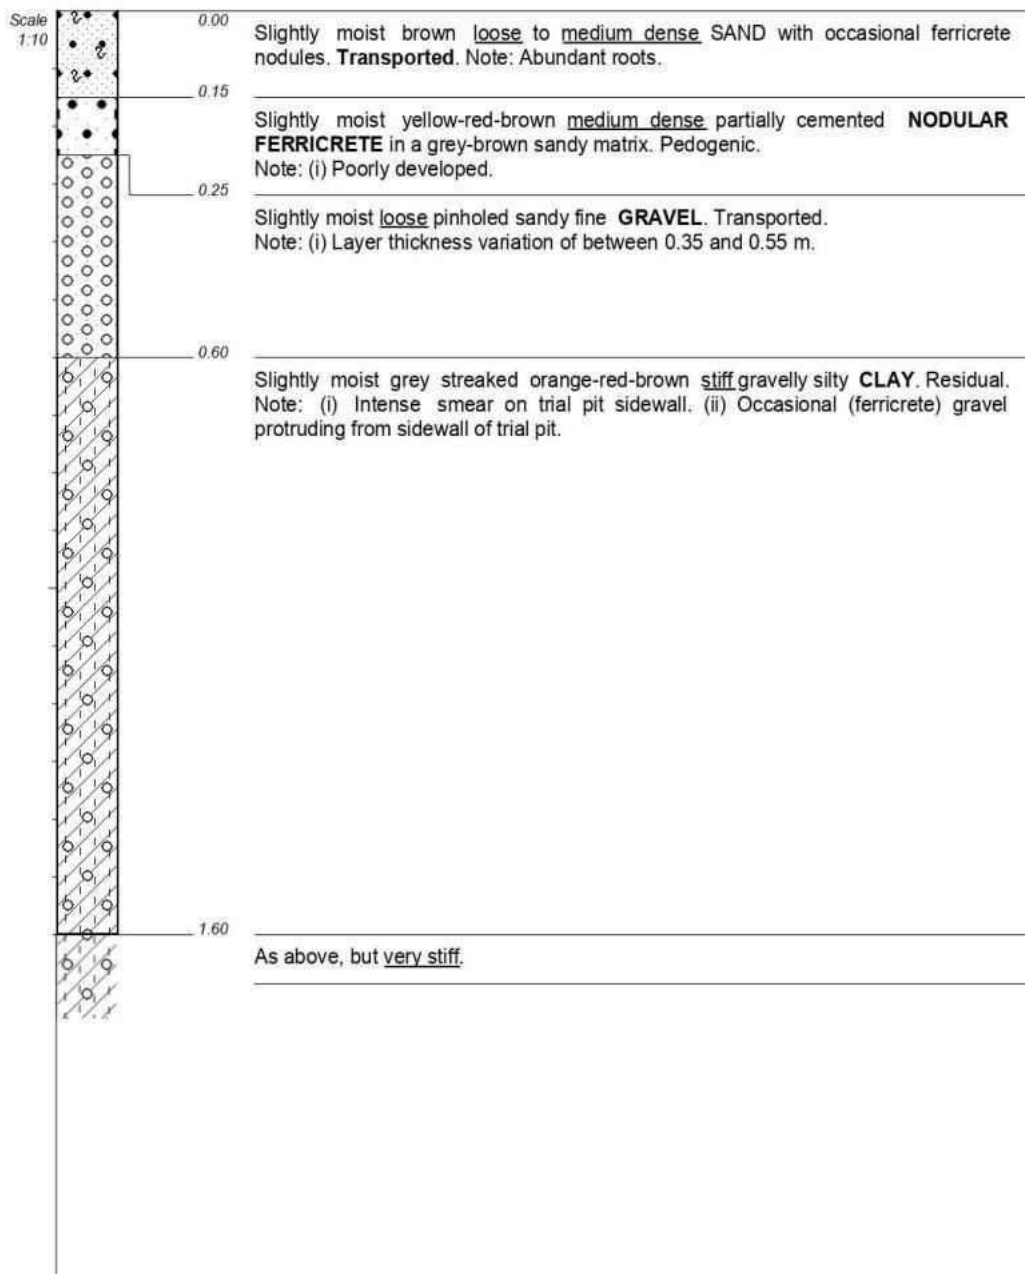 Scale
1:10
0.00
Slightly moist brown loose to medium dense SAND with occasional ferricrete
nodules. Transported. Note: Abundant roots.
0.15
Slightly moist yellow-red-brown medium dense partially cemented NODULAR
FERRICRETE in a grey-brown sandy matrix. Pedogenic.
Note: (i) Poorly developed.
0.25
Slightly moist loose pinholed sandy fine GRAVEL. Transported.
Note: (i) Layer thickness variation of between 0.35 and 0.55 m.
0.60
Slightly moist grey streaked orange-red-brown stiff gravelly silty CLAY. Residual.
Note: (i) Intense smear on trial pit sidewall. (ii) Occasional (ferricrete) gravel
protruding from sidewall of trial pit.
1.60
As above, but very stiff.